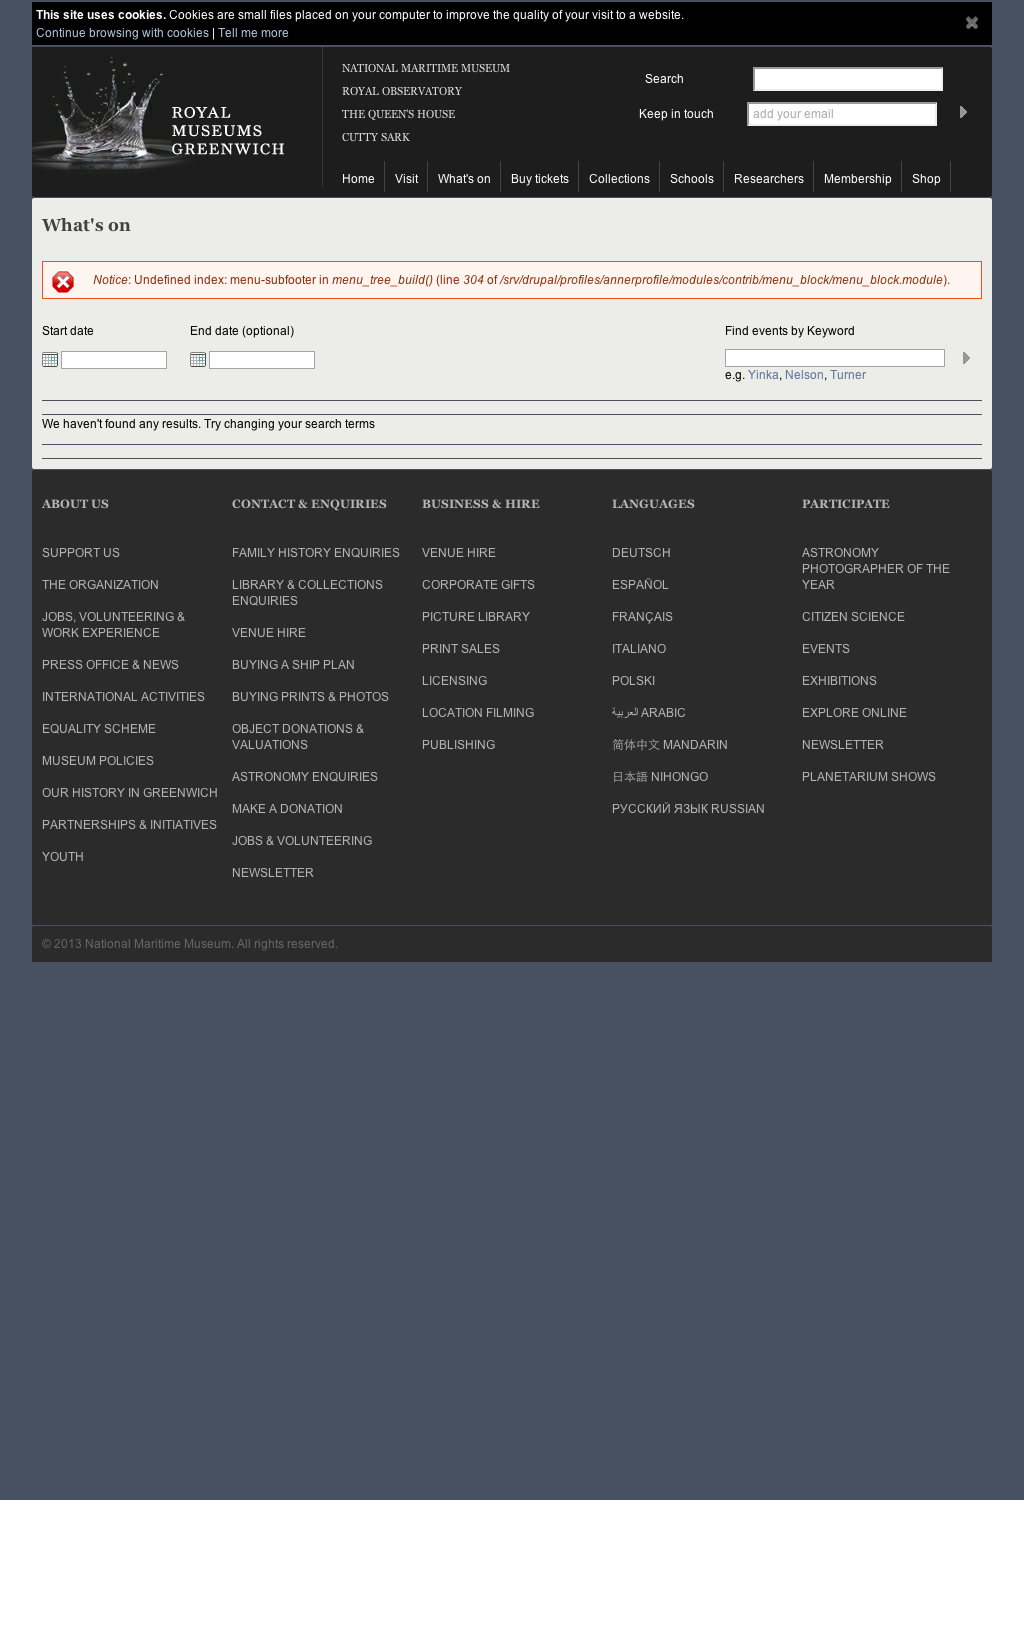 This site uses cookies. Cookies are small files placed on your computer to improve the quality of your visit to a website.
Continue browsing with cookies | Tell me more
ROYAL
MUSEUMS
GREENWICH
NATIONAL MARITIME MUSEUM
ROYAL OBSERVATORY
THE QUEEN'S HOUSE
CUTTY SARK
Search
Keep in touch add your email
Home Visit What's on Buy tickets Collections Schools Researchers Membership Shop
What's on
Notice: Undefined index: menu-subfooter in menu_tree_build() (line 304 of /srv/drupal/profiles/annerprofile/modules/contrib/menu_block/menu_block.module).
Start date End date (optional) Find events by Keyword
e.g. Yinka, Nelson, Turner
We haven't found any results. Try changing your search terms
ABOUT US
SUPPORT US
THE ORGANIZATION
JOBS, VOLUNTEERING &
WORK EXPERIENCE
PRESS OFFICE & NEWS
INTERNATIONAL ACTIVITIES
EQUALITY SCHEME
MUSEUM POLICIES
OUR HISTORY IN GREENWICH
PARTNERSHIPS & INITIATIVES
YOUTH
CONTACT & ENQUIRIES
FAMILY HISTORY ENQUIRIES
LIBRARY & COLLECTIONS
ENQUIRIES
VENUE HIRE
BUYING A SHIP PLAN
BUYING PRINTS & PHOTOS
OBJECT DONATIONS &
VALUATIONS
ASTRONOMY ENQUIRIES
MAKE A DONATION
JOBS & VOLUNTEERING
NEWSLETTER
BUSINESS & HIRE
VENUE HIRE
CORPORATE GIFTS
PICTURE LIBRARY
PRINT SALES
LICENSING
LOCATION FILMING
PUBLISHING
LANGUAGES
DEUTSCH
ESPAÑOL
FRANÇAIS
ITALIANO
POLSKI
العربية ARABIC
简体中文 MANDARIN
日本語 NIHONGO
РУССКИЙ ЯЗЫК RUSSIAN
PARTICIPATE
ASTRONOMY
PHOTOGRAPHER OF THE
YEAR
CITIZEN SCIENCE
EVENTS
EXHIBITIONS
EXPLORE ONLINE
NEWSLETTER
PLANETARIUM SHOWS
© 2013 National Maritime Museum. All rights reserved.